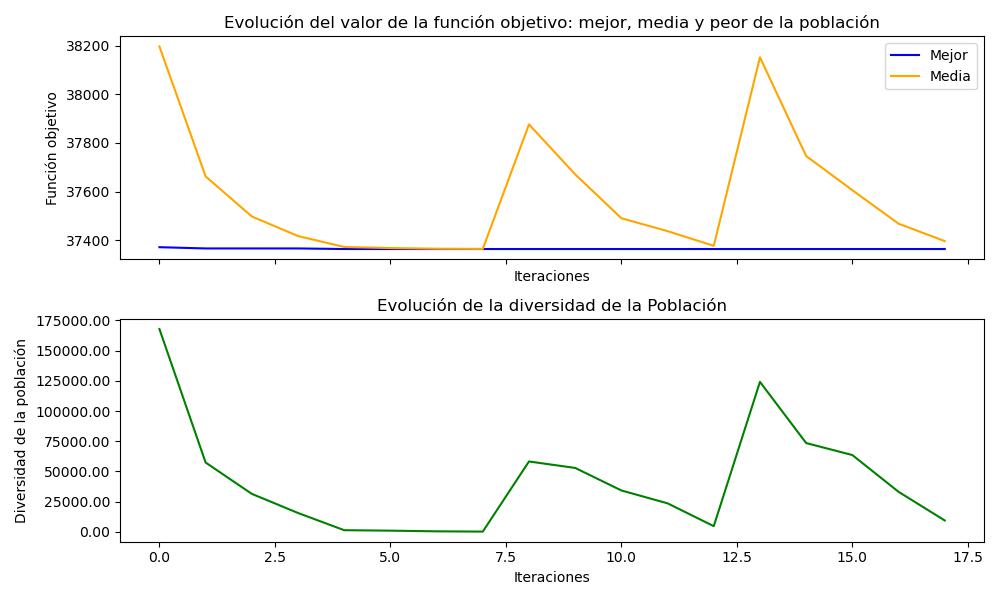 Evolución del valor de la función objetivo: mejor, media y peor de la población
38200
38000
37800
37600
37400
Función objetivo
Mejor
Media
Iteraciones
Evolución de la diversidad de la Población
175000.00
150000.00
125000.00
100000.00
75000.00
50000.00
25000.00
0.00
Diversidad de la población
0.0 2.5 5.0 7.5 10.0 12.5 15.0 17.5
Iteraciones